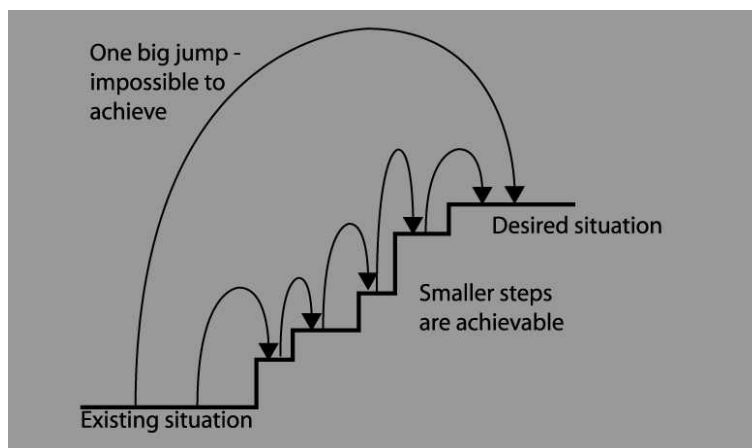 One big jump -
impossible to
achieve
Desired situation
Smaller steps
are achievable
Existing situation